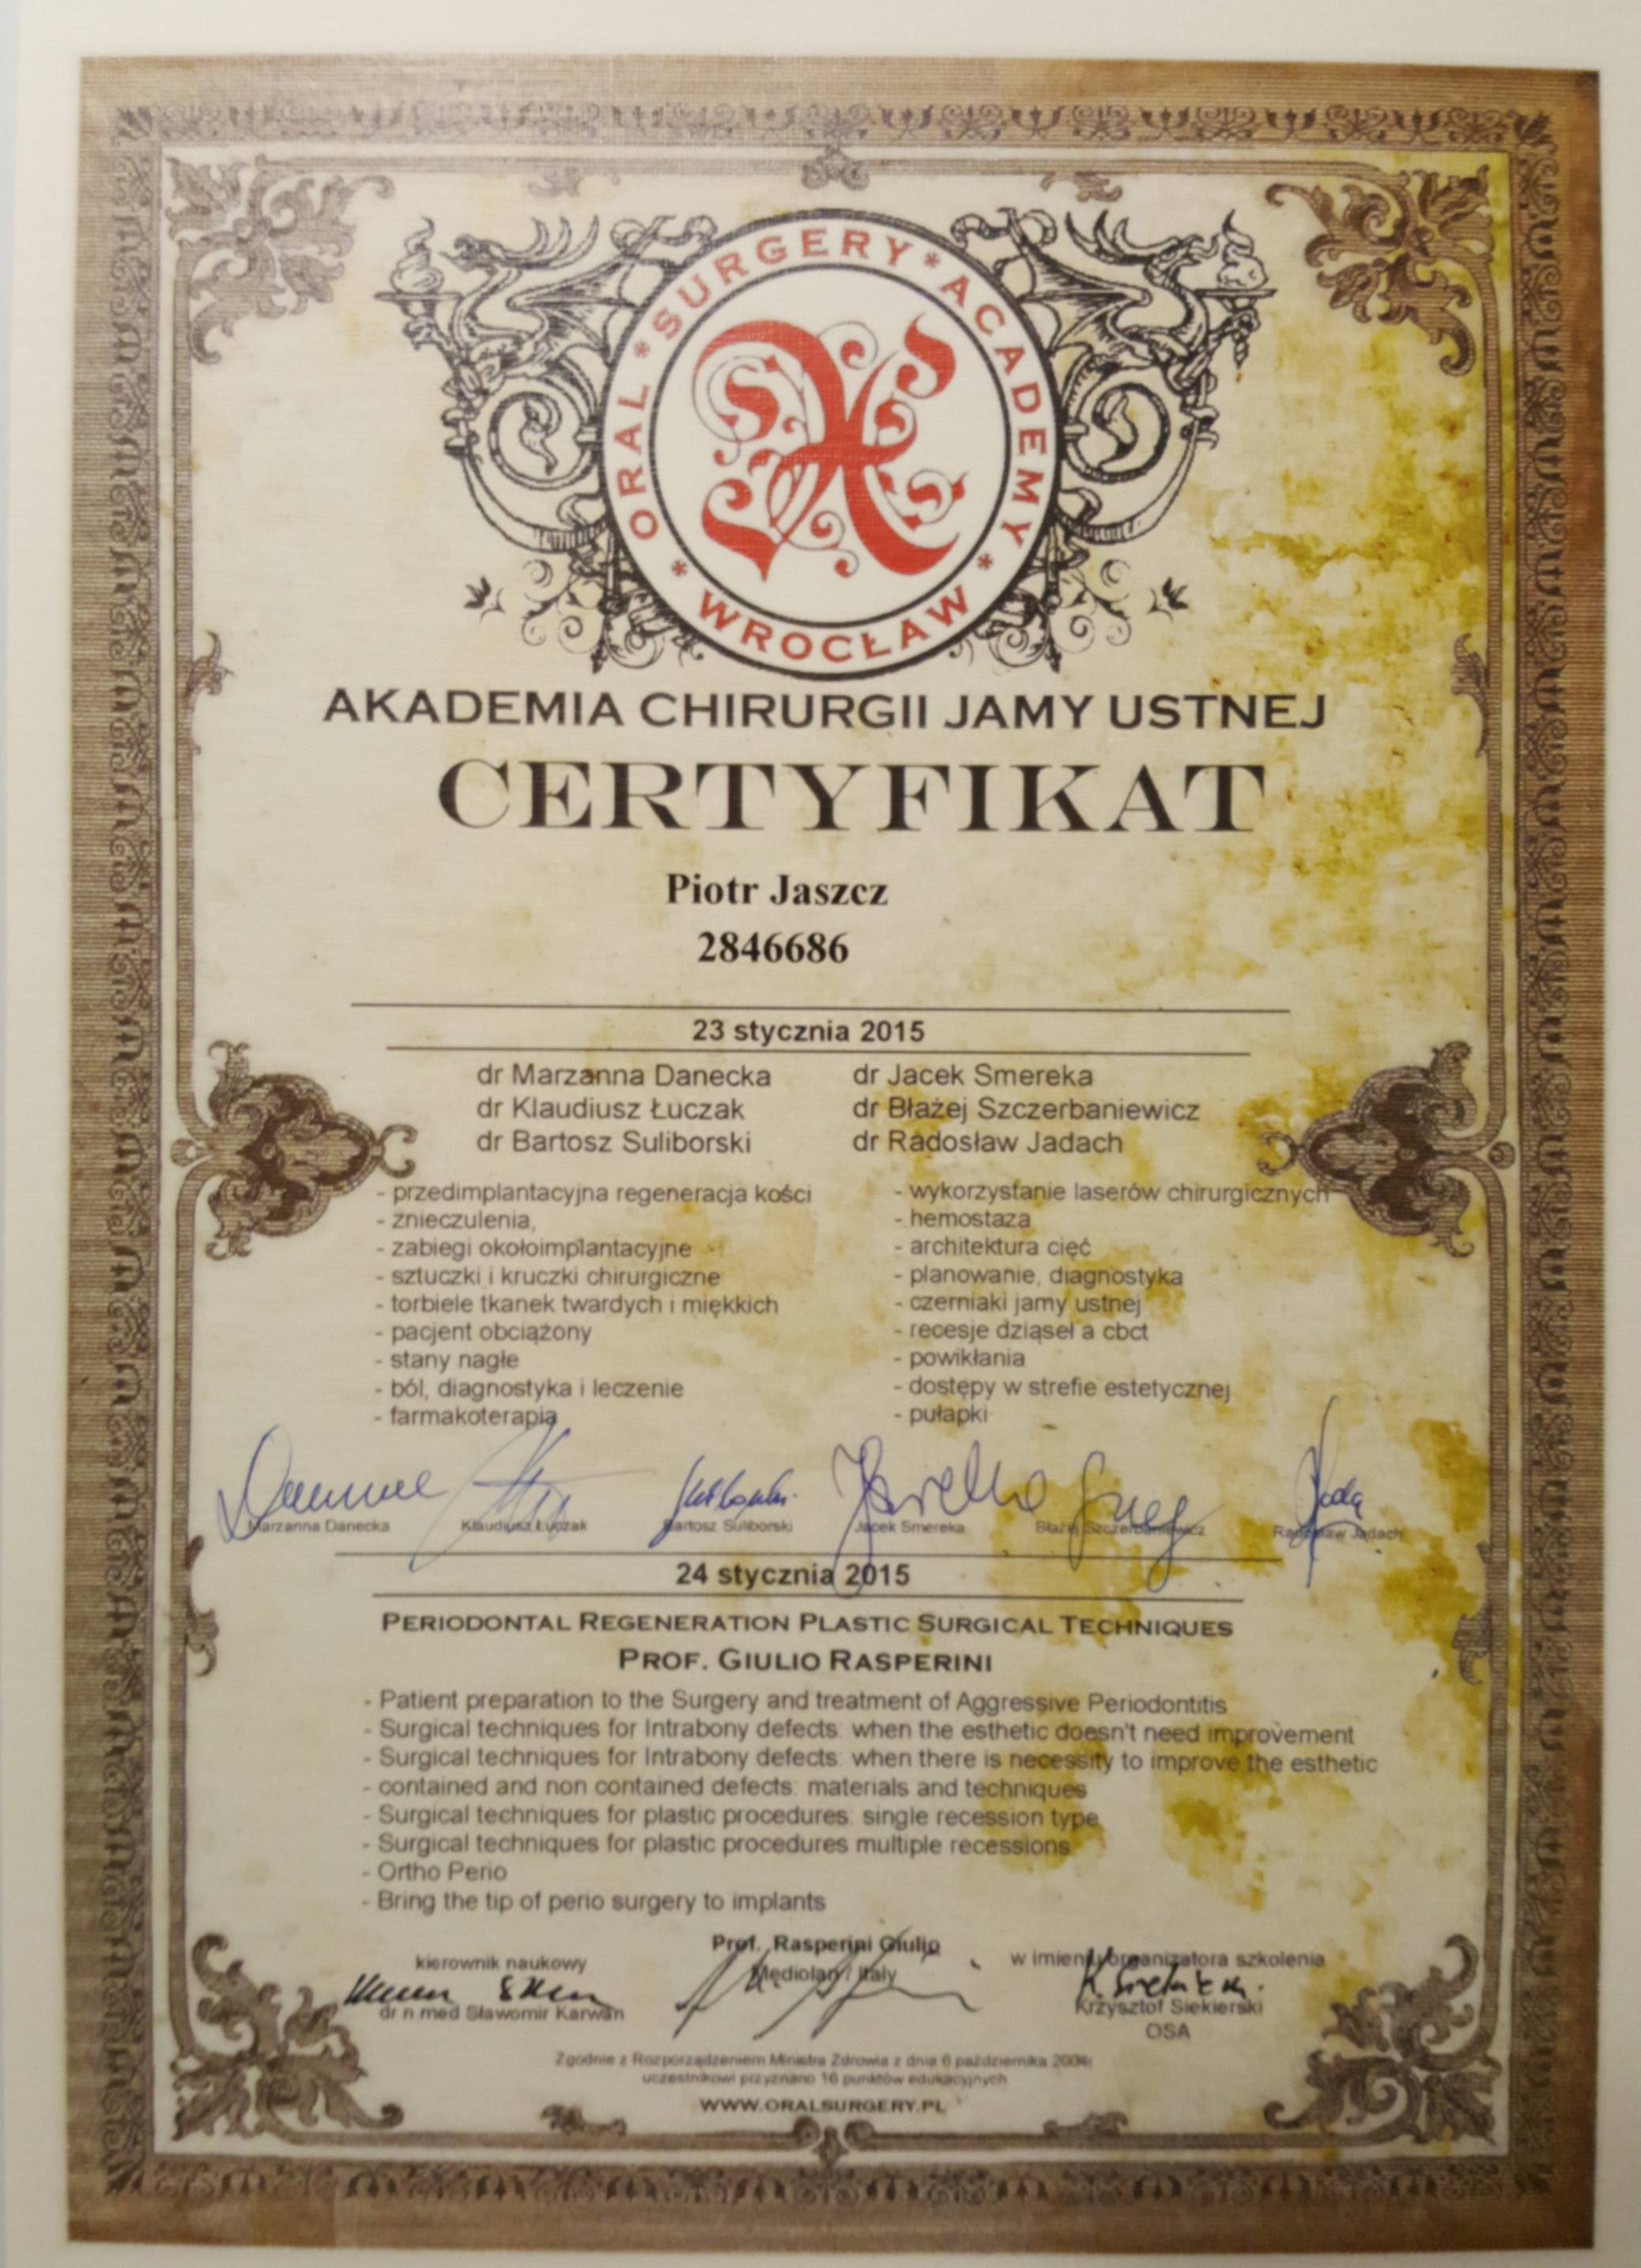 ORAL * SURGERY * ACADEMY * WROCŁAW *
AKADEMIA CHIRURGII JAMY USTNEJ
CERTYFIKAT
Piotr Jaszcz
2846686
23 stycznia 2015
dr Marzanna Danecka
dr Klaudiusz Łuczak
dr Bartosz Suliborski
dr Jacek Smereka
dr Błażej Szczerbaniewicz
dr Radosław Jadach
- przedimplantacyjna regeneracja kości
- znieczulenia,
- zabiegi okołoimplantacyjne
- sztuczki i kruczki chirurgiczne
- torbiele tkanek twardych i miękkich
- pacjent obciążony
- stany nagłe
- ból, diagnostyka i leczenie
- farmakoterapia
- wykorzystanie laserów chirurgicznych
- hemostaza
- architektura cięć
- planowanie, diagnostyka
- czerniaki jamy ustnej
- recesje dziąseł a cbct
- powikłania
- dostępy w strefie estetycznej
- pułapki
Marzanna Danecka
Klaudiusz Łuczak
Bartosz Suliborski
Jacek Smereka
Błażej Szczerbaniewicz
Radosław Jadach
24 stycznia 2015
PERIODONTAL REGENERATION PLASTIC SURGICAL TECHNIQUES
PROF. GIULIO RASPERINI
- Patient preparation to the Surgery and treatment of Aggressive Periodontitis
- Surgical techniques for Intrabony defects: when the esthetic doesn't need improvement
- Surgical techniques for Intrabony defects: when there is necessity to improve the esthetic
- contained and non contained defects: materials and techniques
- Surgical techniques for plastic procedures: single recession type
- Surgical techniques for plastic procedures multiple recessions
- Ortho Perio
- Bring the tip of perio surgery to implants
kierownik naukowy
dr n.med Sławomir Karwan
Prof. Rasperini Giulio
Mediolan / Italy
w imieniu organizatora szkolenia
Krzysztof Siekierski
OSA
Zgodnie z Rozporządzeniem Ministra Zdrowia z dnia 6 października 2004r
uczestnikowi przyznano 16 punktów edukacyjnych
WWW.ORALSURGERY.PL